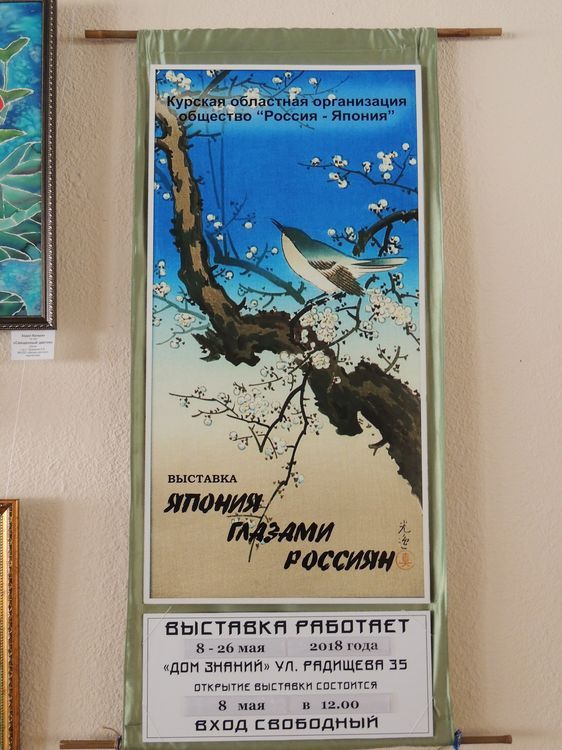 Курская областная организация
общество "Россия - Япония"
ВЫСТАВКА
ЯПОНИЯ
ГЛАЗАМИ
РОССИЯН
ВЫСТАВКА РАБОТАЕТ
8 - 26 мая 2018 года
«ДОМ ЗНАНИЙ» УЛ. РАДИЩЕВА 35
ОТКРЫТИЕ ВЫСТАВКИ СОСТОИТСЯ
8 мая в 12.00
ВХОД СВОБОДНЫЙ